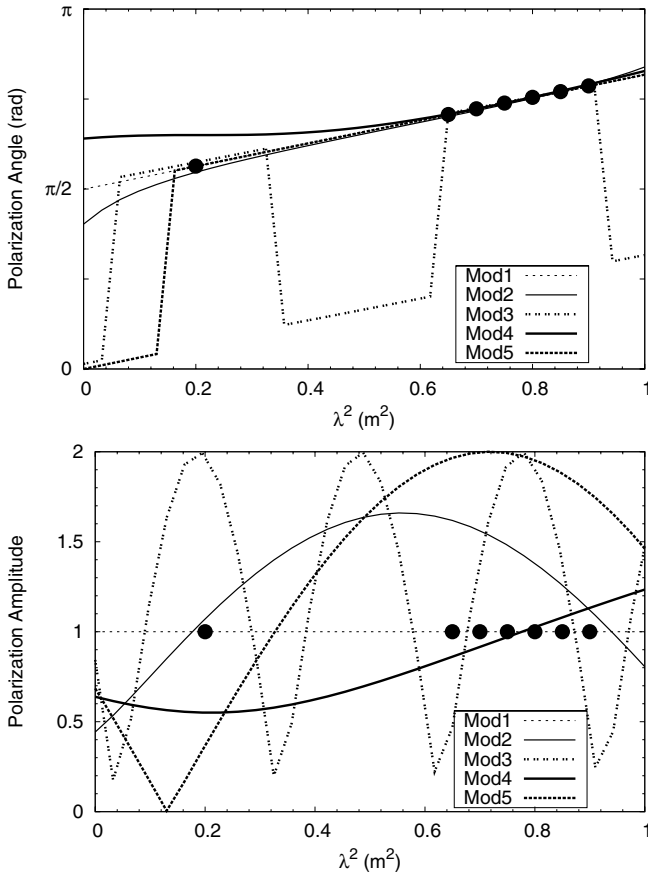 π
π/2
0
Polarization Angle (rad)
Mod1
Mod2
Mod3
Mod4
Mod5
0 0.2 0.4 0.6 0.8 1
λ² (m²)
2
1.5
1
0.5
0
Polarization Amplitude
Mod1
Mod2
Mod3
Mod4
Mod5
0 0.2 0.4 0.6 0.8 1
λ² (m²)